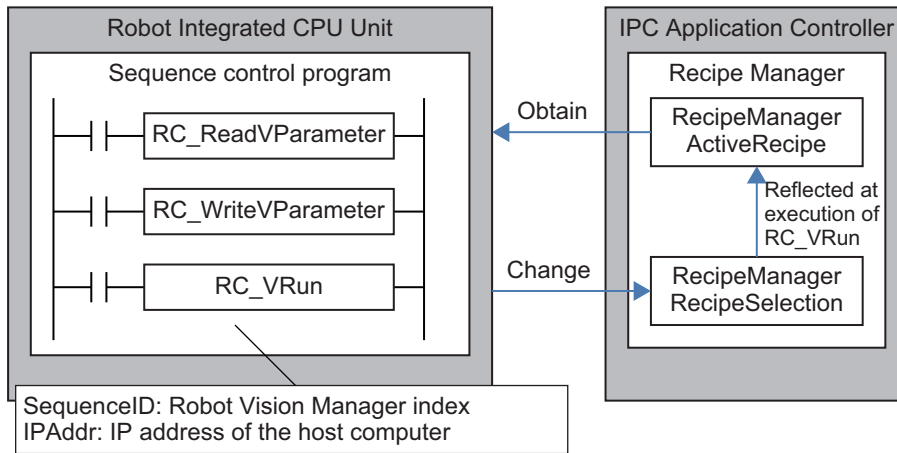 Robot Integrated CPU Unit
Sequence control program
RC_ReadVParameter
RC_WriteVParameter
RC_VRun
SequenceID: Robot Vision Manager index
IPAddr: IP address of the host computer
Obtain
Change
IPC Application Controller
Recipe Manager
RecipeManager
ActiveRecipe
Reflected at
execution of
RC_VRun
RecipeManager
RecipeSelection